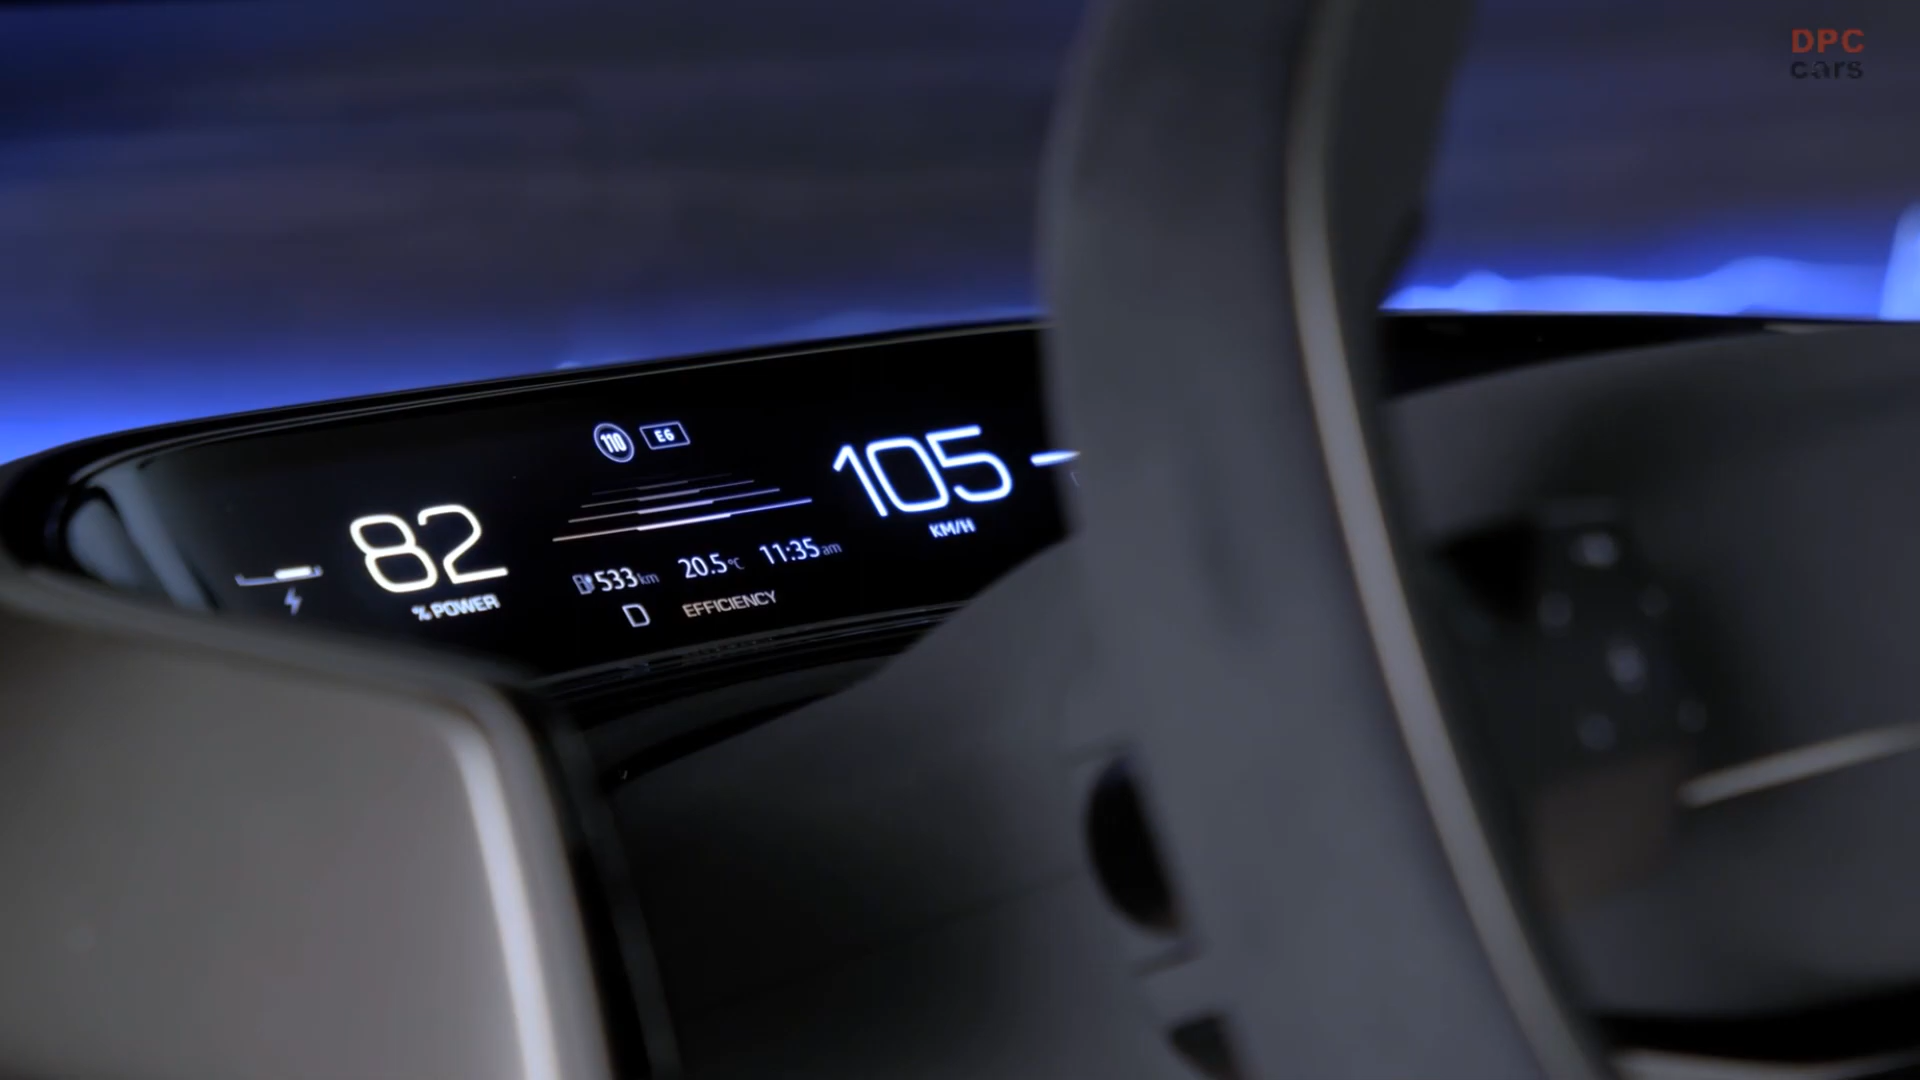 DPC
cars
110 E6
82
% POWER
105
KM/H
533km 20.5°C 11:35am
D EFFICIENCY